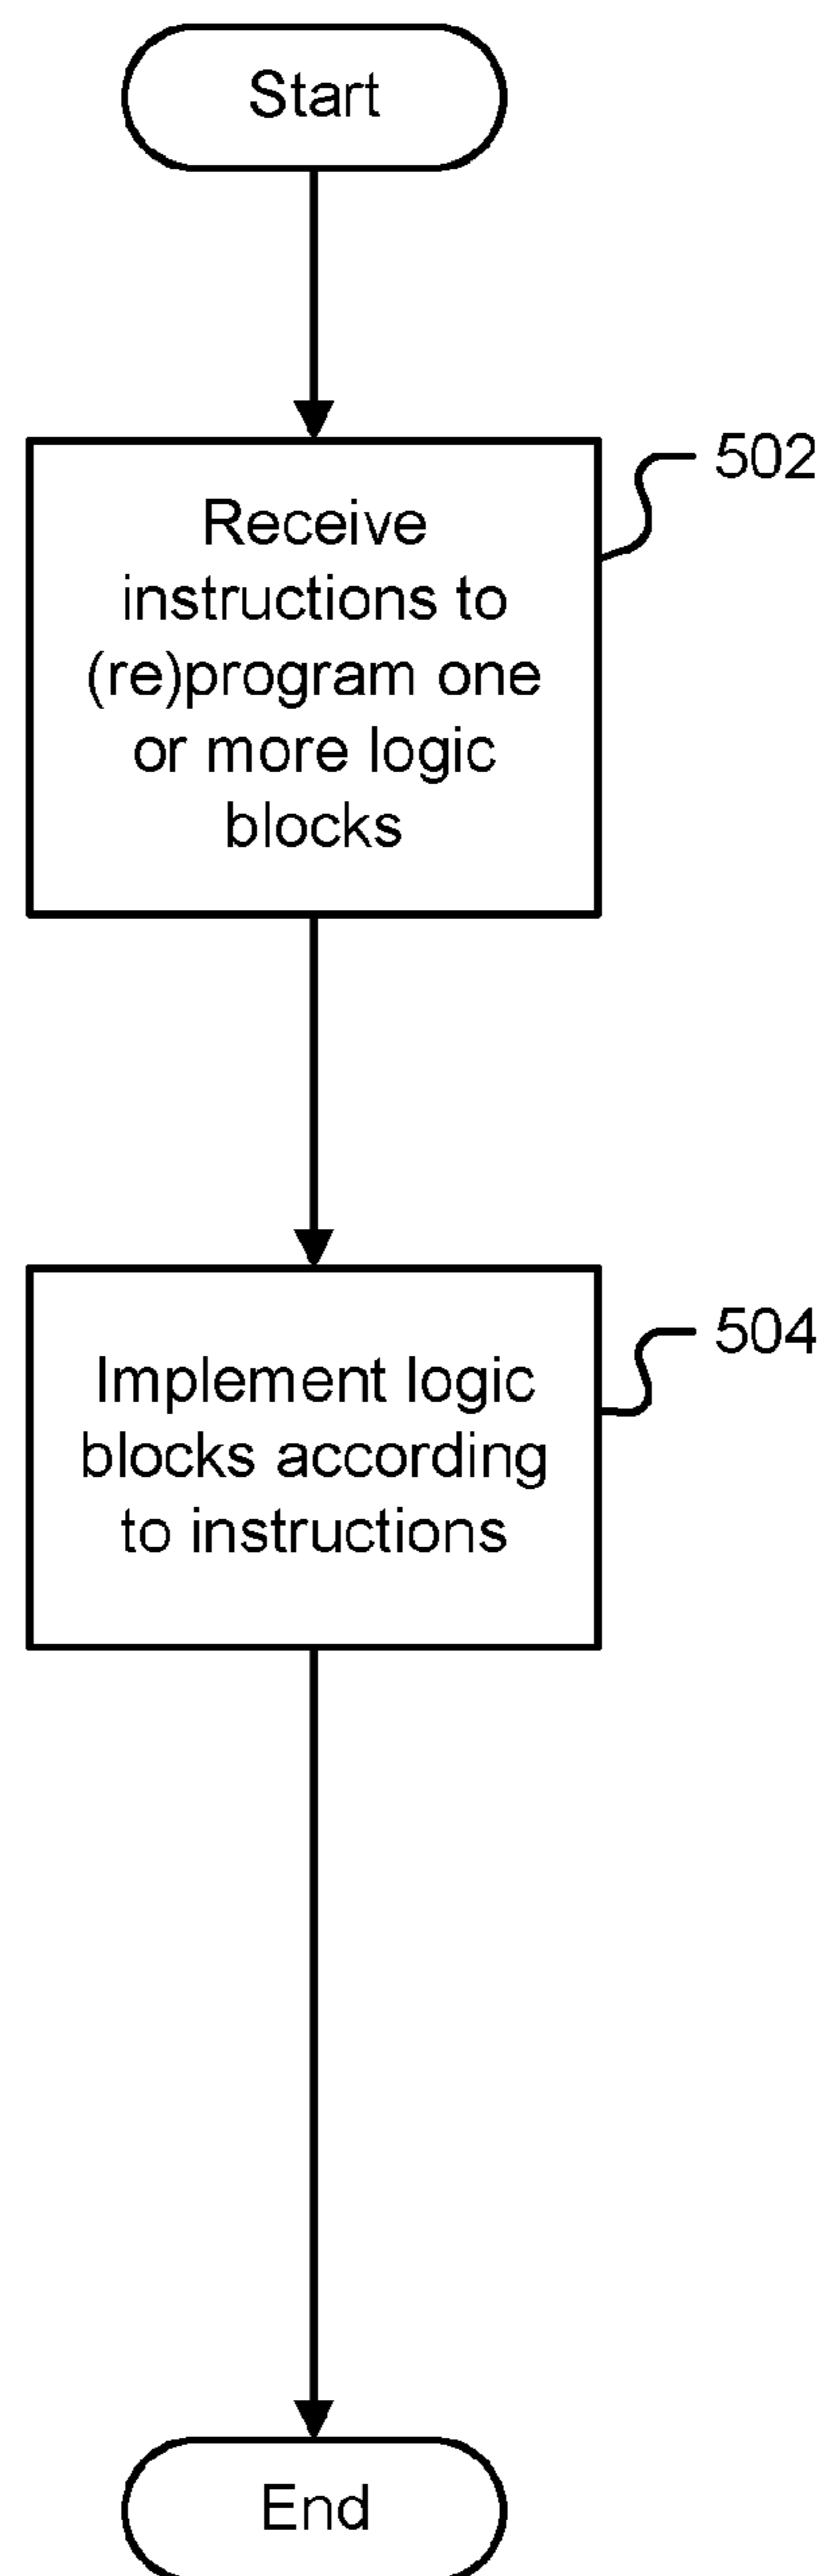 Start
502
Receive
instructions to
(re)program one
or more logic
blocks
504
Implement logic
blocks according
to instructions
End